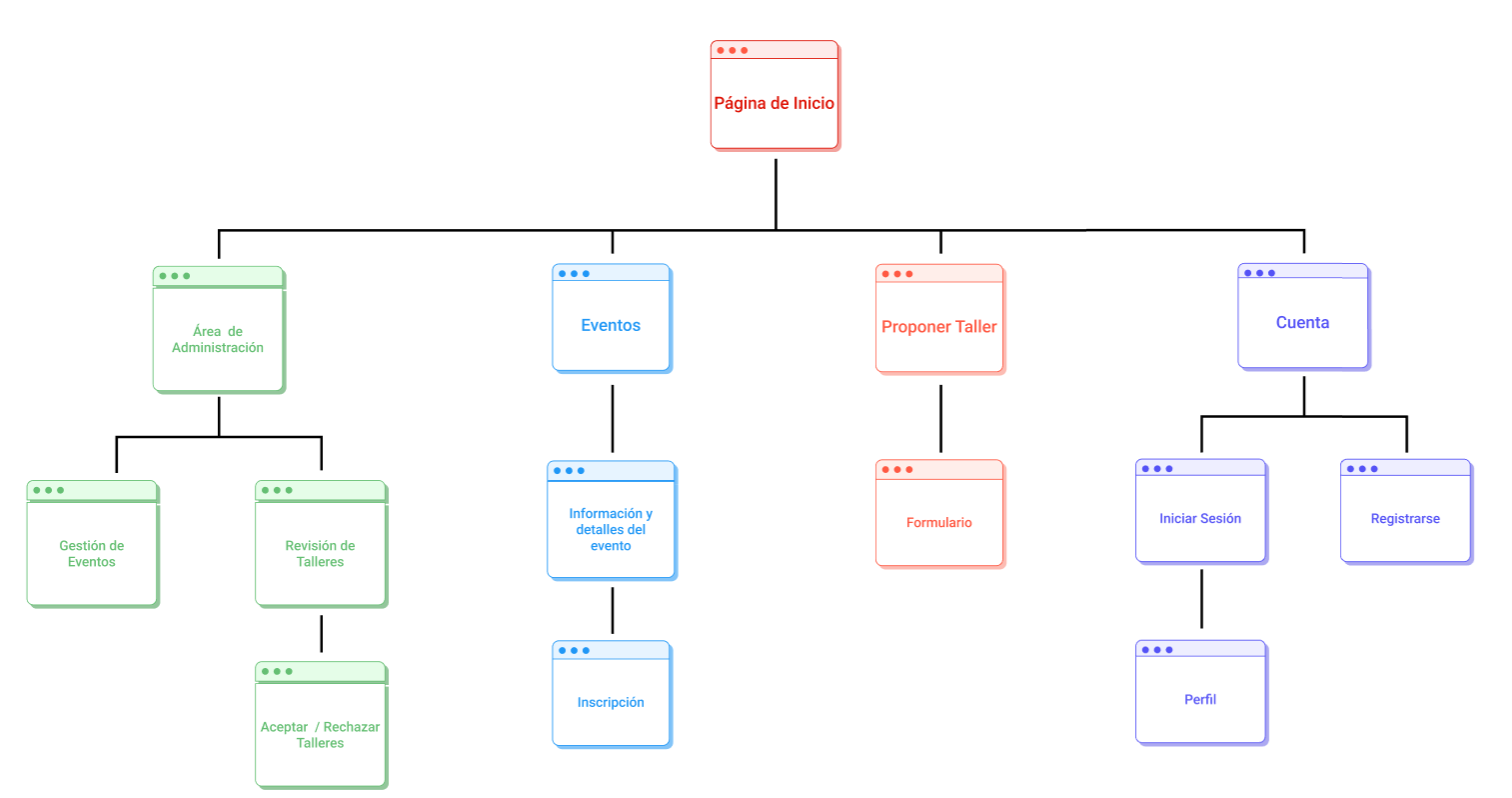 Página de Inicio
Área de
Administración
Eventos
Proponer Taller
Cuenta
Gestión de
Eventos
Revisión de
Talleres
Información y
detalles del
evento
Formulario
Iniciar Sesión
Registrarse
Aceptar / Rechazar
Talleres
Inscripción
Perfil